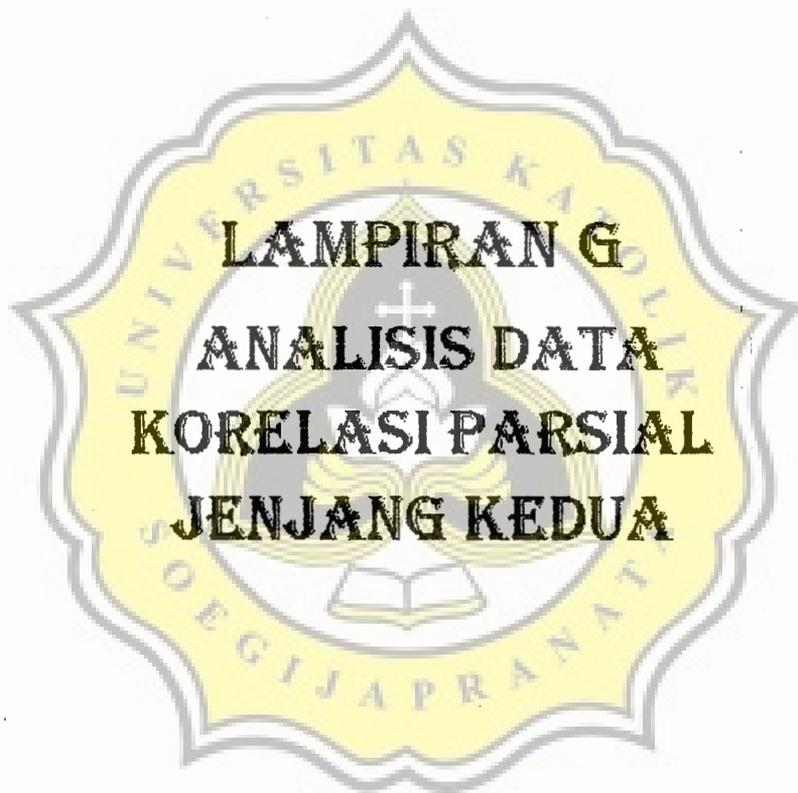 LAMPIRAN G
ANALISIS DATA
KORELASI PARSIAL
JENJANG KEDUA
UNIVERSITAS KATOLIK
SOEGIJAPRANATA